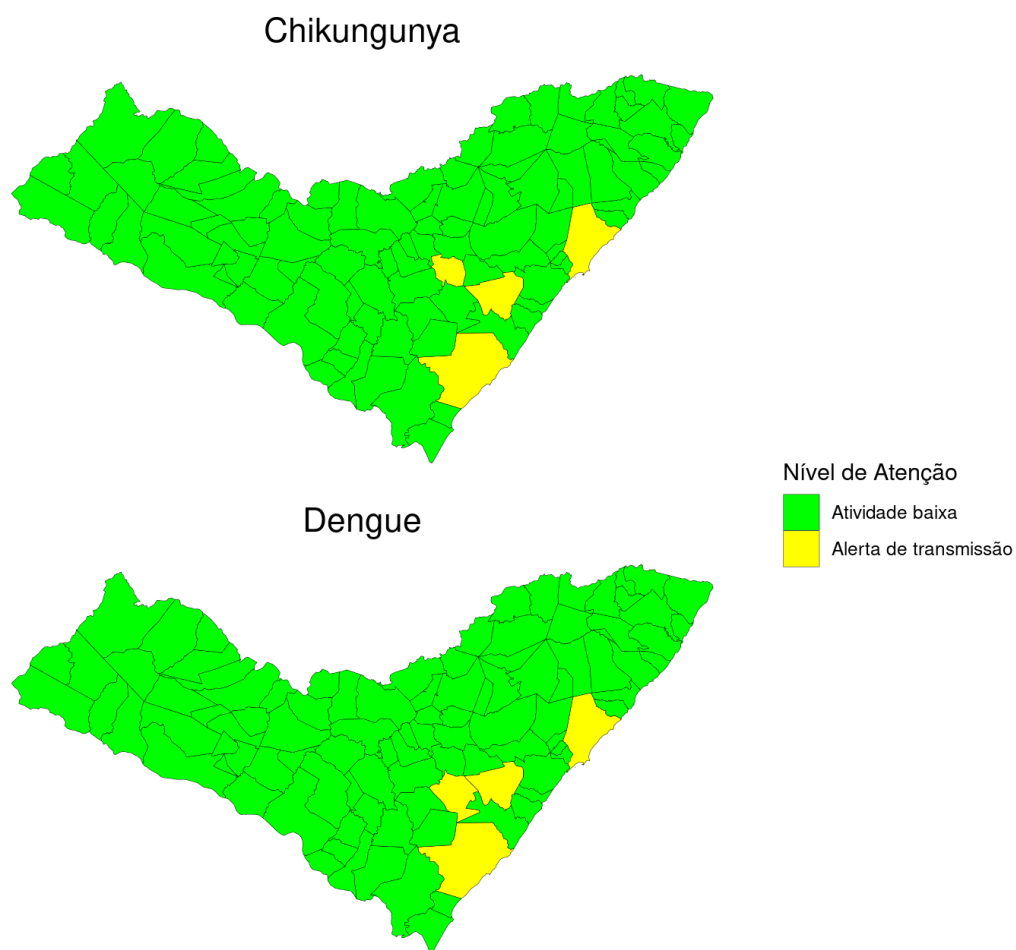 Chikungunya
Dengue
Nível de Atenção
Atividade baixa
Alerta de transmissão